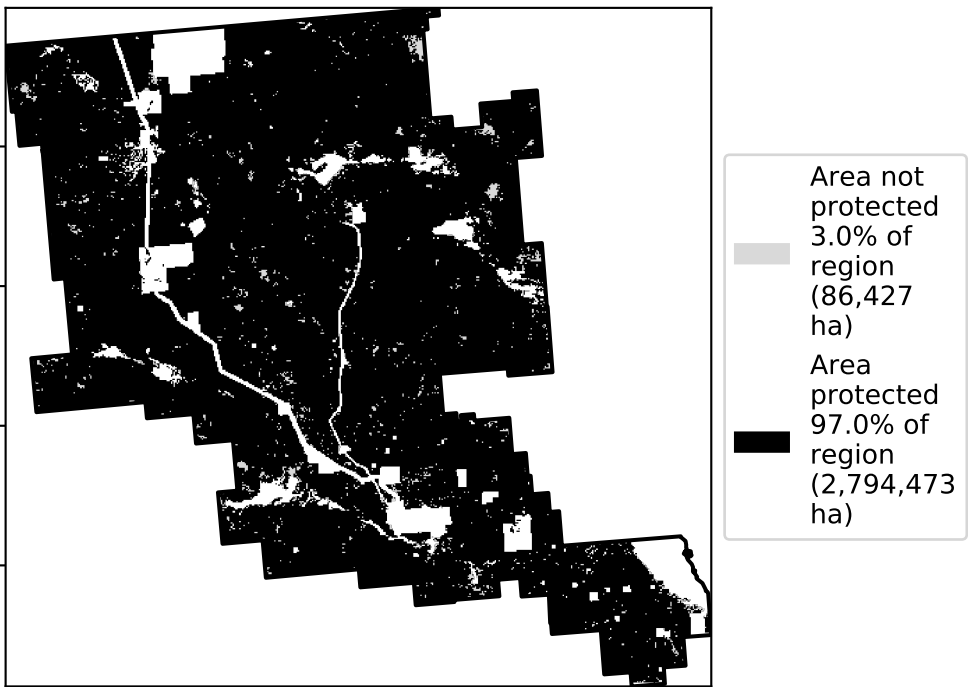 Area not
protected
3.0% of
region
(86,427
ha)
Area
protected
97.0% of
region
(2,794,473
ha)